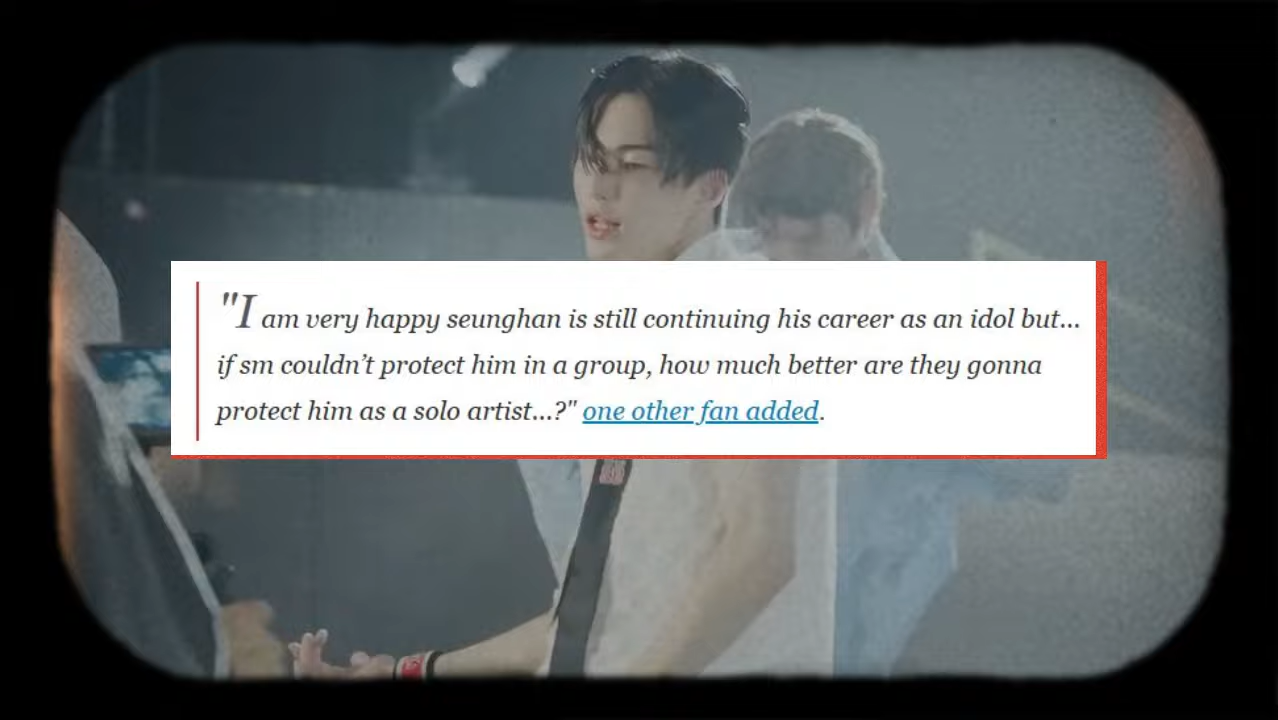 "I am very happy seunghan is still continuing his career as an idol but...
if sm couldn’t protect him in a group, how much better are they gonna
protect him as a solo artist...?" one other fan added.